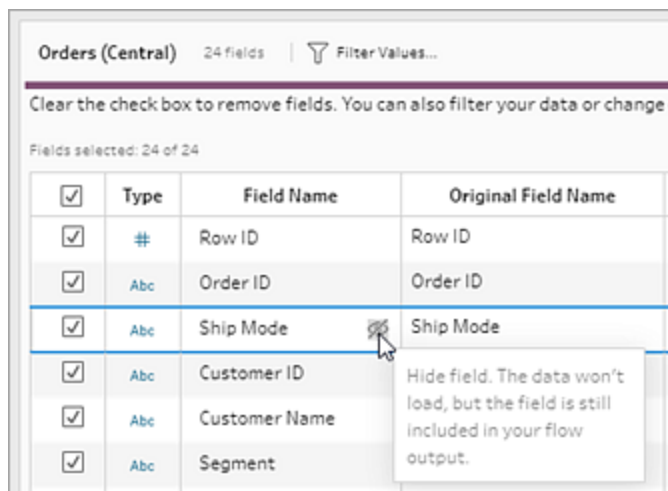 Orders (Central) 24 fields Filter Values...
Clear the check box to remove fields. You can also filter your data or change
Fields selected: 24 of 24
Type Field Name Original Field Name
# Row ID Row ID
Abc Order ID Order ID
Abc Ship Mode Ship Mode
Abc Customer ID
Abc Customer Name
Abc Segment
Hide field. The data won't
load, but the field is still
included in your flow
output.